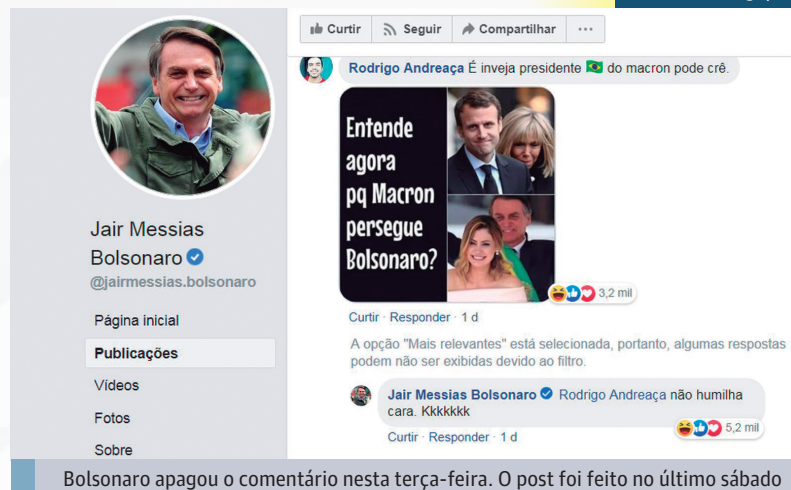 Curtir Seguir Compartilhar ...
Rodrigo Andreaça É inveja presidente 🇧🇷 do macron pode crê.
Entende
agora
pq Macron
persegue
Bolsonaro?
3,2 mil
Curtir · Responder · 1 d
A opção "Mais relevantes" está selecionada, portanto, algumas respostas
podem não ser exibidas devido ao filtro.
Jair Messias Bolsonaro Rodrigo Andreaça não humilha
cara. Kkkkkkk
5,2 mil
Curtir · Responder · 1 d
Jair Messias
Bolsonaro
@jairmessias.bolsonaro
Página inicial
Publicações
Vídeos
Fotos
Sobre
Bolsonaro apagou o comentário nesta terça-feira. O post foi feito no último sábado